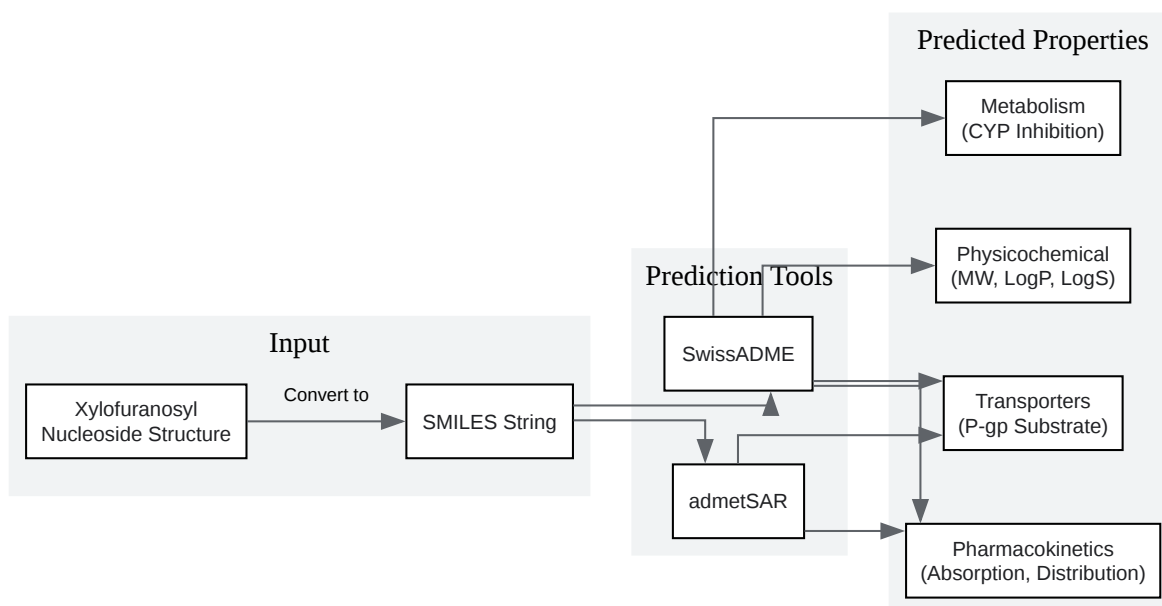 Input
Xylofuranosyl
Nucleoside Structure
Convert to
SMILES String
Prediction Tools
SwissADME
admetSAR
Predicted Properties
Metabolism
(CYP Inhibition)
Physicochemical
(MW, LogP, LogS)
Transporters
(P-gp Substrate)
Pharmacokinetics
(Absorption, Distribution)